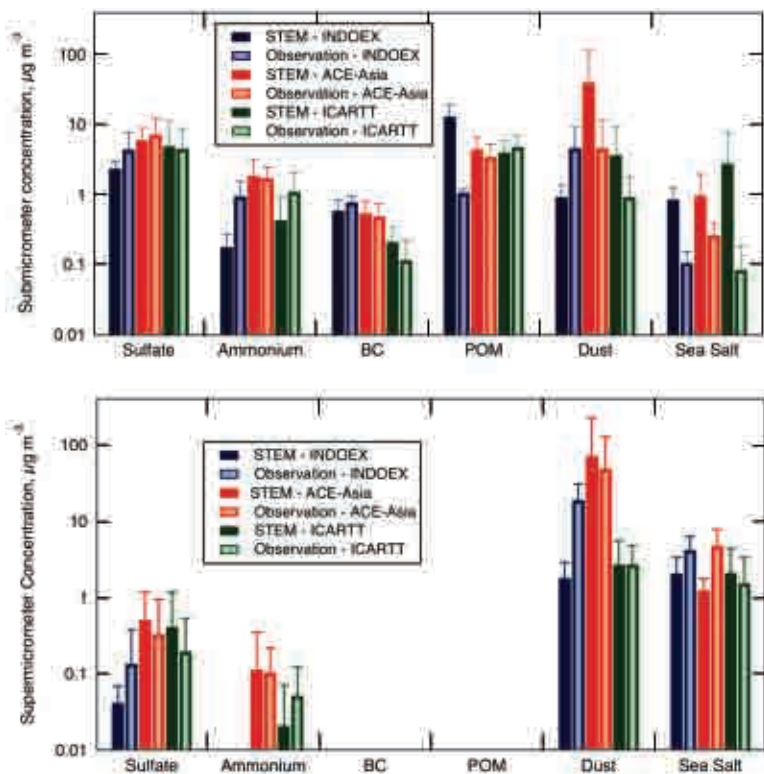 Submicrometer concentration, µg m-3
100
10
1
0.1
0.01
STEM - INDOEX
Observation - INDOEX
STEM - ACE-Asia
Observation - ACE-Asia
STEM - ICARTT
Observation - ICARTT
Sulfate Ammonium BC POM Dust Sea Salt
Supermicrometer Concentration, µg m-3
100
10
1
0.1
0.01
STEM - INDOEX
Observation - INDOEX
STEM - ACE-Asia
Observation - ACE-Asia
STEM - ICARTT
Observation - ICARTT
Sulfate Ammonium BC POM Dust Sea Salt